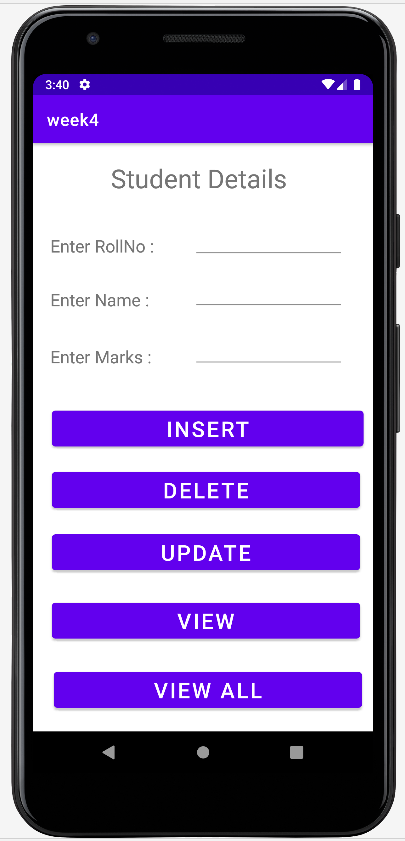 3:40
week4
Student Details
Enter RollNo :
Enter Name :
Enter Marks :
INSERT
DELETE
UPDATE
VIEW
VIEW ALL